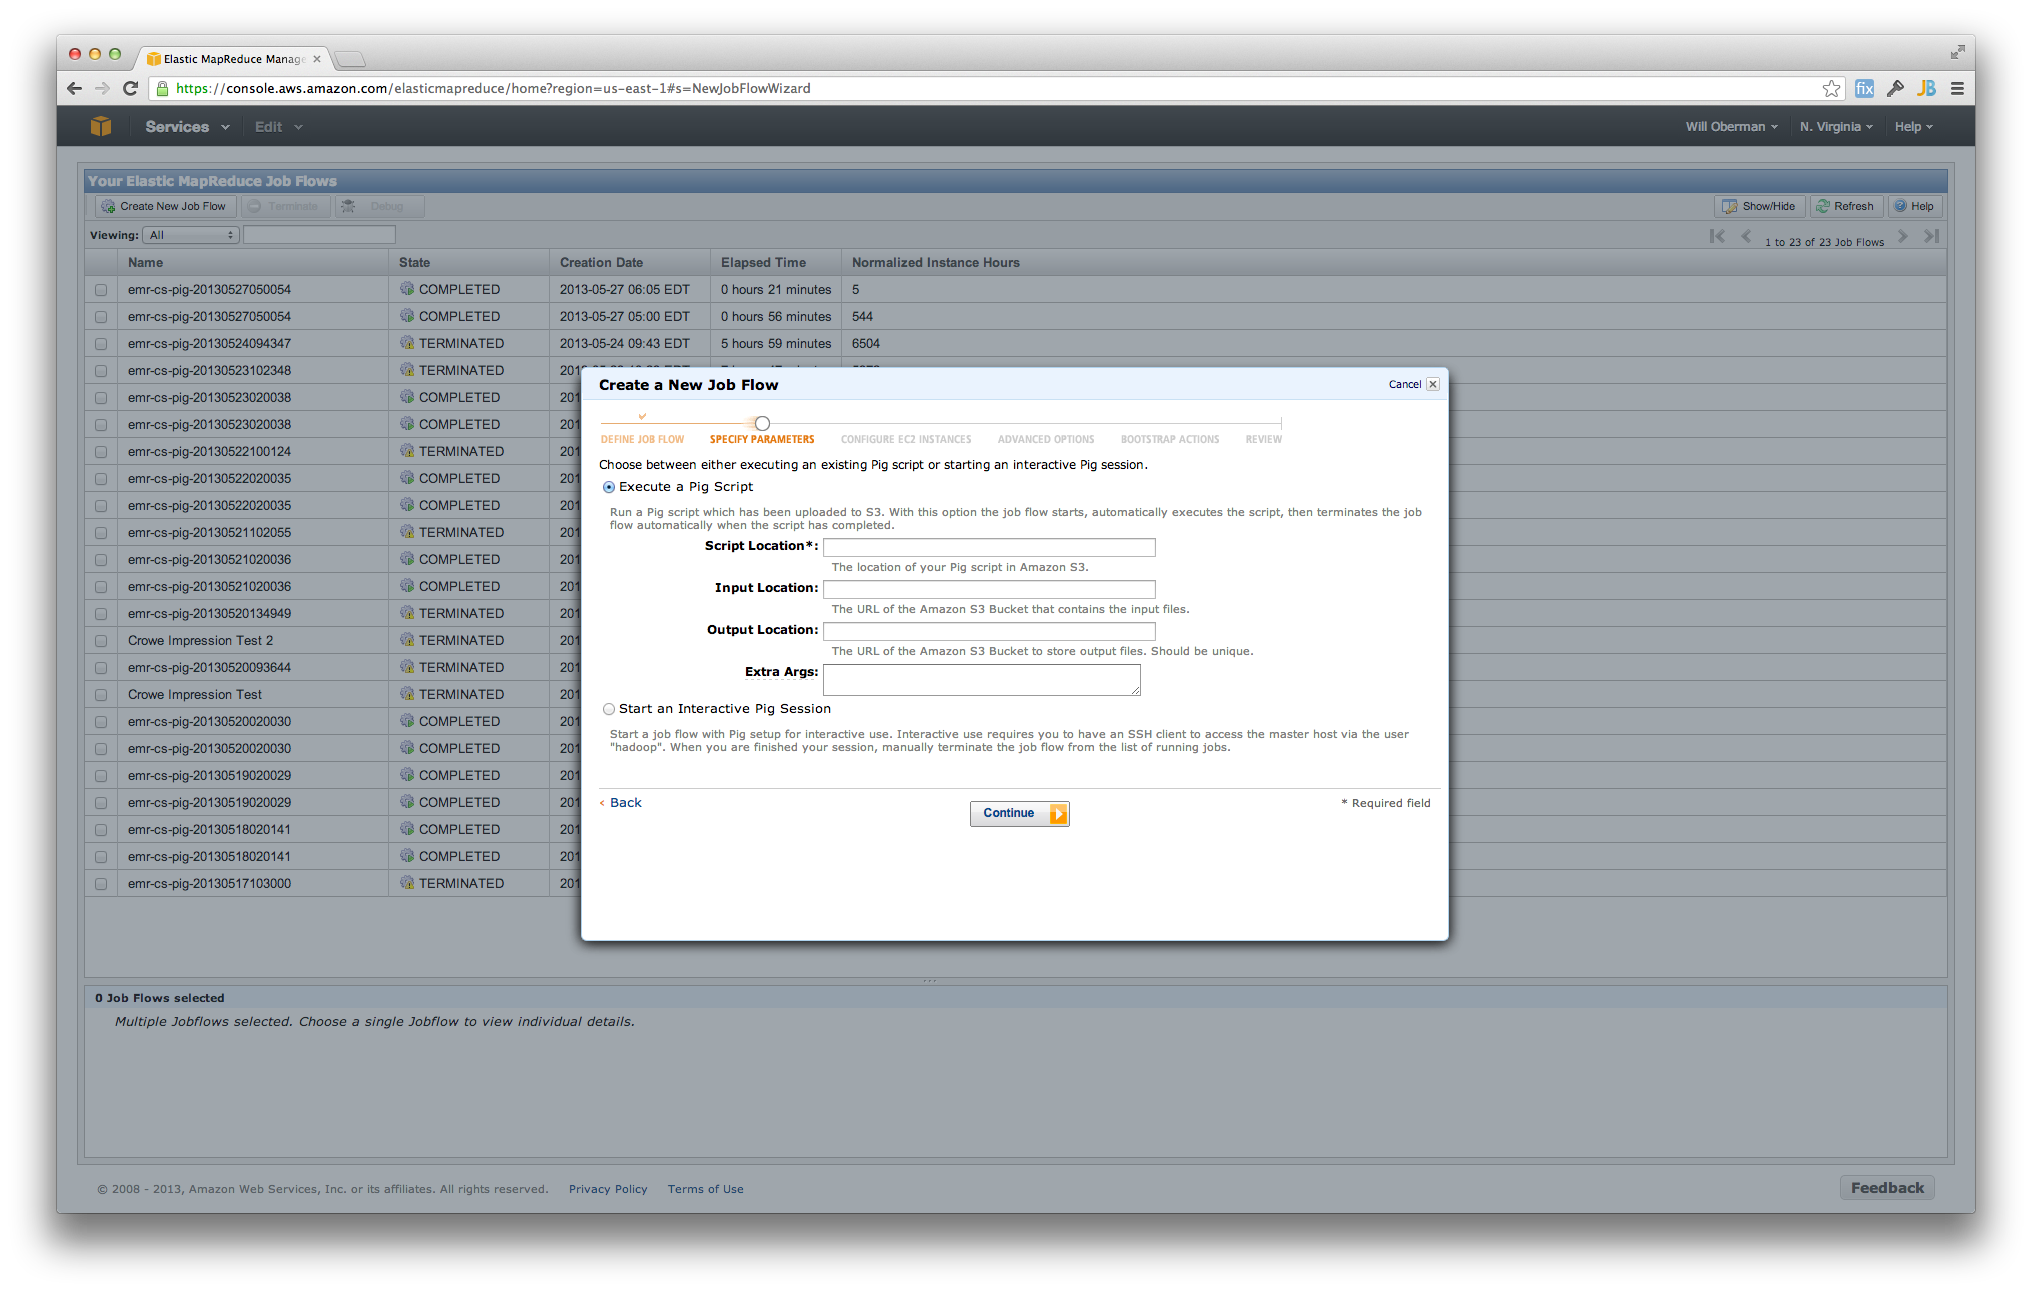 Elastic MapReduce Manage
https://console.aws.amazon.com/elasticmapreduce/home?region=us-east-1#s=NewJobFlowWizard
fix
JB
Services Edit Will Oberman N. Virginia Help
Your Elastic MapReduce Job Flows
Create New Job Flow Terminate Debug Show/Hide Refresh Help
Viewing: All 1 to 23 of 23 Job Flows
Name State Creation Date Elapsed Time Normalized Instance Hours
emr-cs-pig-20130527050054 COMPLETED 2013-05-27 06:05 EDT 0 hours 21 minutes 5
emr-cs-pig-20130527050054 COMPLETED 2013-05-27 05:00 EDT 0 hours 56 minutes 544
emr-cs-pig-20130524094347 TERMINATED 2013-05-24 09:43 EDT 5 hours 59 minutes 6504
emr-cs-pig-20130523102348 TERMINATED
emr-cs-pig-20130523020038 COMPLETED 201
emr-cs-pig-20130523020038 COMPLETED 201
emr-cs-pig-20130522100124 TERMINATED 201
emr-cs-pig-20130522020035 COMPLETED 201
emr-cs-pig-20130522020035 COMPLETED 201
emr-cs-pig-20130521102055 TERMINATED 201
emr-cs-pig-20130521020036 COMPLETED 201
emr-cs-pig-20130521020036 COMPLETED 201
emr-cs-pig-20130520134949 TERMINATED 201
Crowe Impression Test 2 TERMINATED 201
emr-cs-pig-20130520093644 TERMINATED 201
Crowe Impression Test TERMINATED 201
emr-cs-pig-20130520020030 COMPLETED 201
emr-cs-pig-20130520020030 COMPLETED 201
emr-cs-pig-20130519020029 COMPLETED 201
emr-cs-pig-20130519020029 COMPLETED 201
emr-cs-pig-20130518020141 COMPLETED 201
emr-cs-pig-20130518020141 COMPLETED 201
emr-cs-pig-20130517103000 TERMINATED 201
Create a New Job Flow Cancel
DEFINE JOB FLOW SPECIFY PARAMETERS CONFIGURE EC2 INSTANCES ADVANCED OPTIONS BOOTSTRAP ACTIONS REVIEW
Choose between either executing an existing Pig script or starting an interactive Pig session.
Execute a Pig Script
Run a Pig script which has been uploaded to S3. With this option the job flow starts, automatically executes the script, then terminates the job
flow automatically when the script has completed.
Script Location*:
The location of your Pig script in Amazon S3.
Input Location:
The URL of the Amazon S3 Bucket that contains the input files.
Output Location:
The URL of the Amazon S3 Bucket to store output files. Should be unique.
Extra Args:
Start an Interactive Pig Session
Start a job flow with Pig setup for interactive use. Interactive use requires you to have an SSH client to access the master host via the user
"hadoop". When you are finished your session, manually terminate the job flow from the list of running jobs.
‹ Back Continue * Required field
0 Job Flows selected
Multiple Jobflows selected. Choose a single Jobflow to view individual details.
© 2008 - 2013, Amazon Web Services, Inc. or its affiliates. All rights reserved. Privacy Policy Terms of Use Feedback